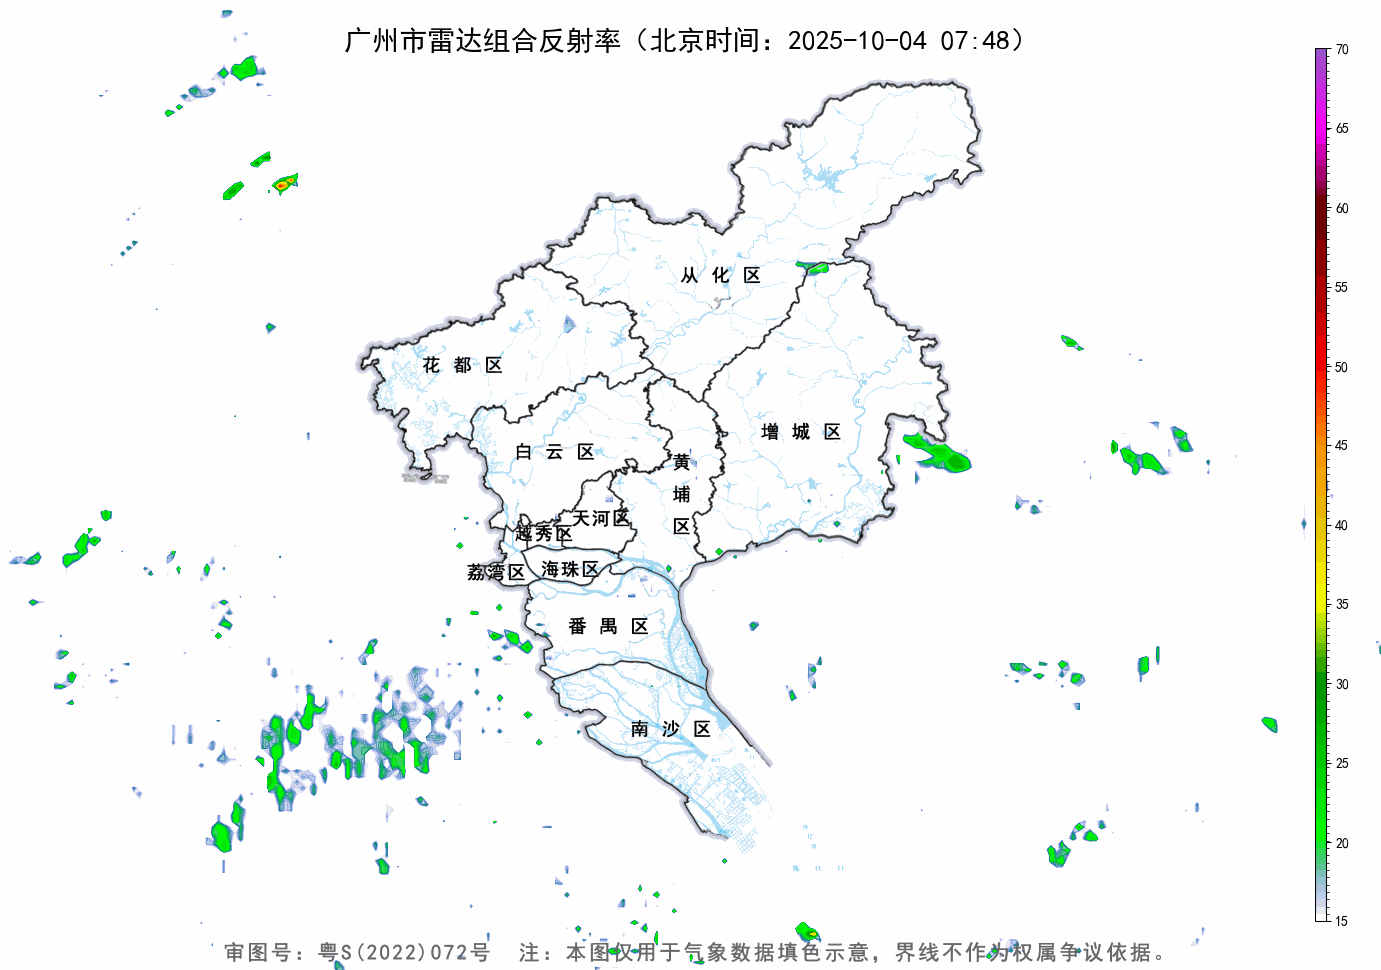 广州市雷达组合反射率（北京时间：2025-10-04 07:48）
70
65
60
55
50
45
40
35
30
25
20
15
从化区
花都区
增城区
白云区
黄埔区
天河区
越秀区
荔湾区
海珠区
番禺区
南沙区
审图号：粤S(2022)072号 注：本图仅用于气象数据填色示意，界线不作为权属争议依据。